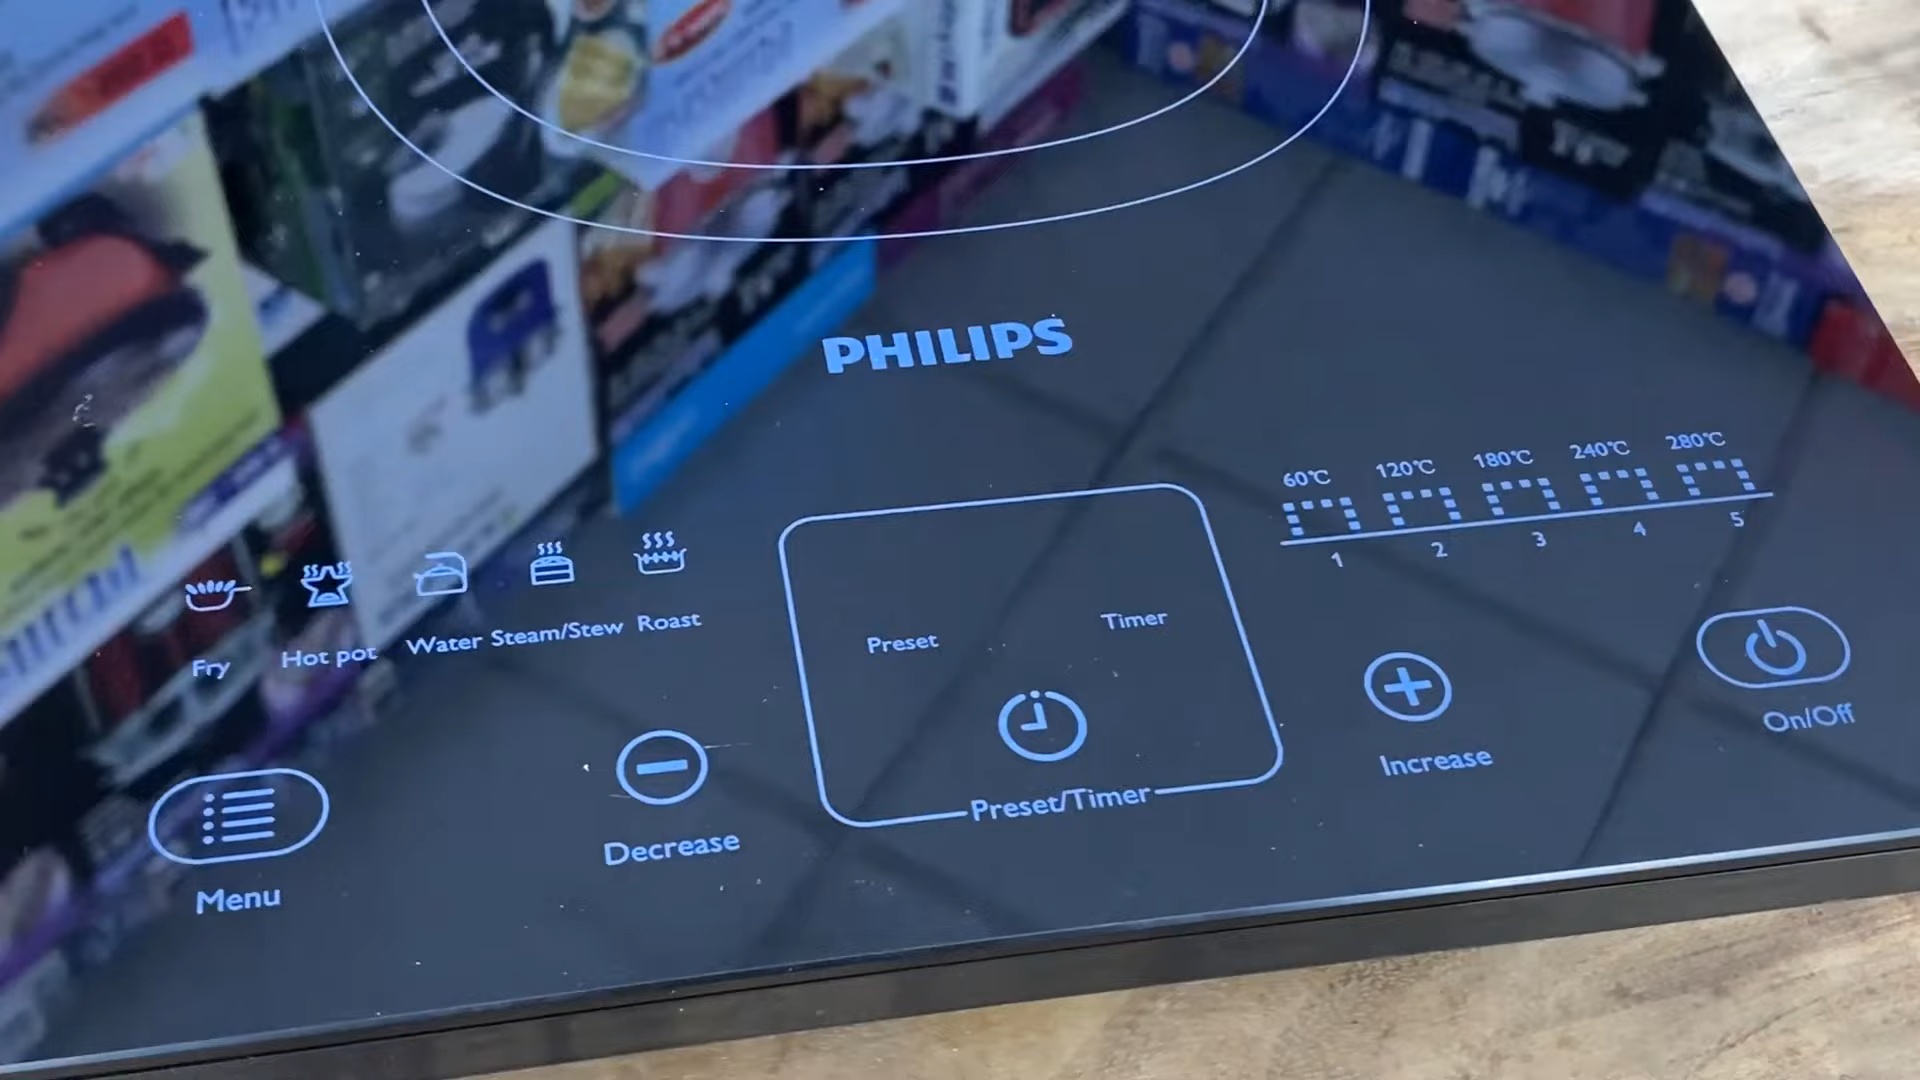 PHILIPS
60℃ 120℃ 180℃ 240℃ 280℃
1 2 3 4 5
Fry Hot pot Water Steam/Stew Roast
Preset Timer
Preset/Timer
Menu
Decrease
Increase
On/Off